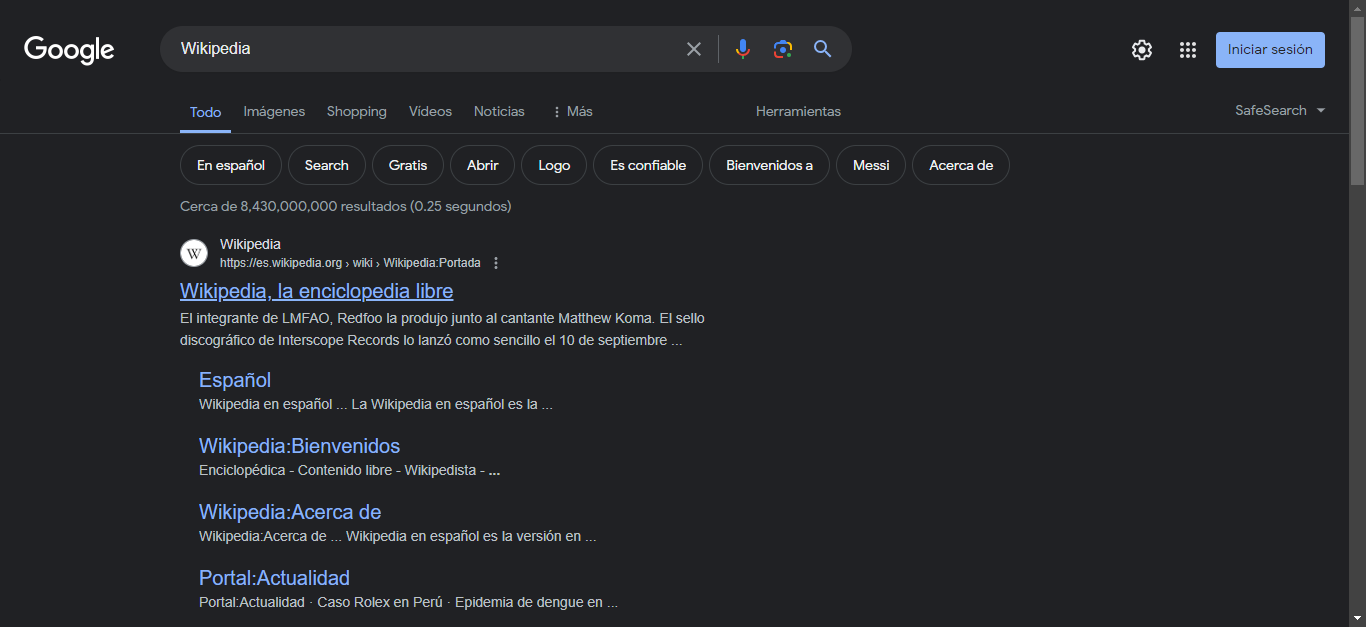 Google
Wikipedia
Iniciar sesión
Todo Imágenes Shopping Vídeos Noticias Más Herramientas SafeSearch
En español Search Gratis Abrir Logo Es confiable Bienvenidos a Messi Acerca de
Cerca de 8,430,000,000 resultados (0.25 segundos)
W
Wikipedia
https://es.wikipedia.org › wiki › Wikipedia:Portada
Wikipedia, la enciclopedia libre
El integrante de LMFAO, Redfoo la produjo junto al cantante Matthew Koma. El sello
discográfico de Interscope Records lo lanzó como sencillo el 10 de septiembre ...
Español
Wikipedia en español ... La Wikipedia en español es la ...
Wikipedia:Bienvenidos
Enciclopédica - Contenido libre - Wikipedista - ...
Wikipedia:Acerca de
Wikipedia:Acerca de ... Wikipedia en español es la versión en ...
Portal:Actualidad
Portal:Actualidad · Caso Rolex en Perú · Epidemia de dengue en ...